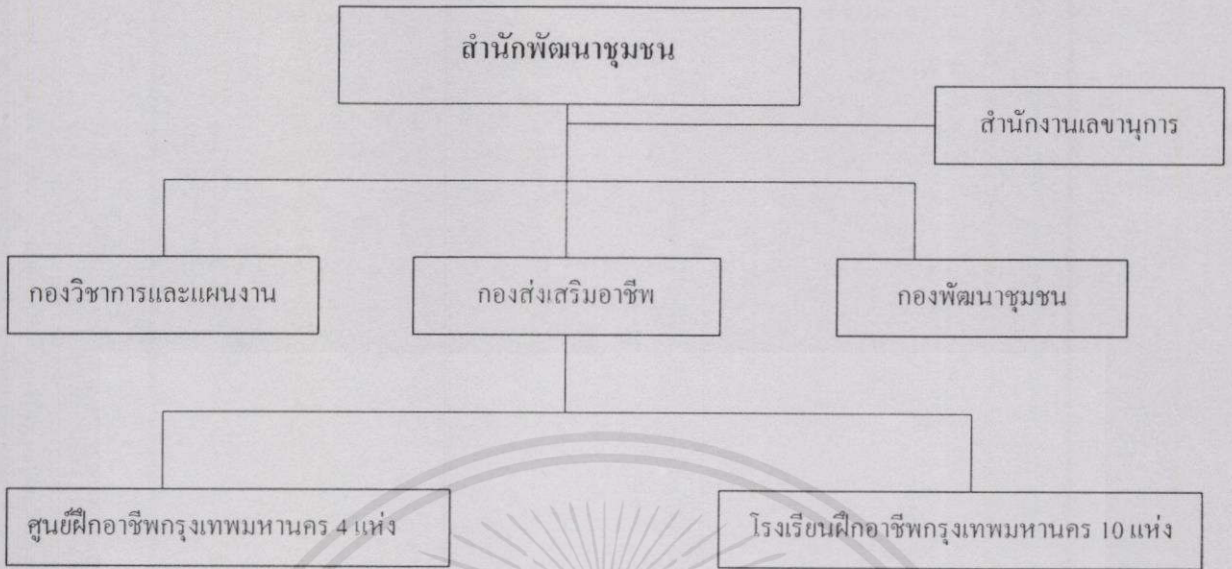 สำนักพัฒนาชุมชน
สำนักงานเลขานุการ
กองวิชาการและแผนงาน
กองส่งเสริมอาชีพ
กองพัฒนาชุมชน
ศูนย์ฝึกอาชีพกรุงเทพมหานคร 4 แห่ง
โรงเรียนฝึกอาชีพกรุงเทพมหานคร 10 แห่ง